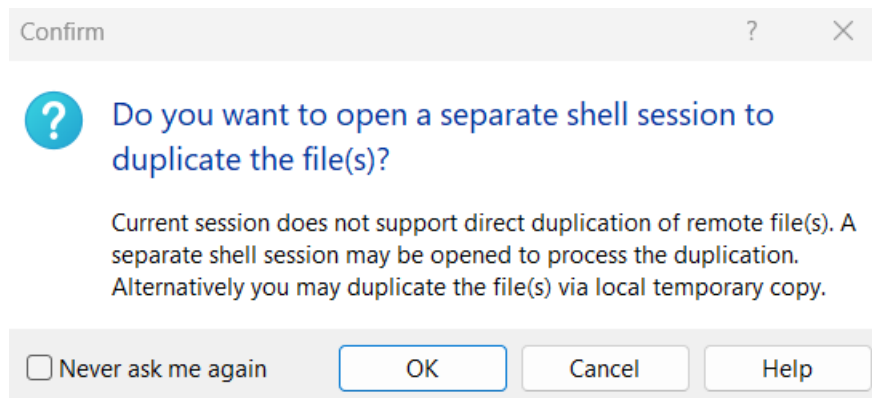 Confirm
?
Do you want to open a separate shell session to
duplicate the file(s)?
Current session does not support direct duplication of remote file(s). A
separate shell session may be opened to process the duplication.
Alternatively you may duplicate the file(s) via local temporary copy.
Never ask me again
OK
Cancel
Help